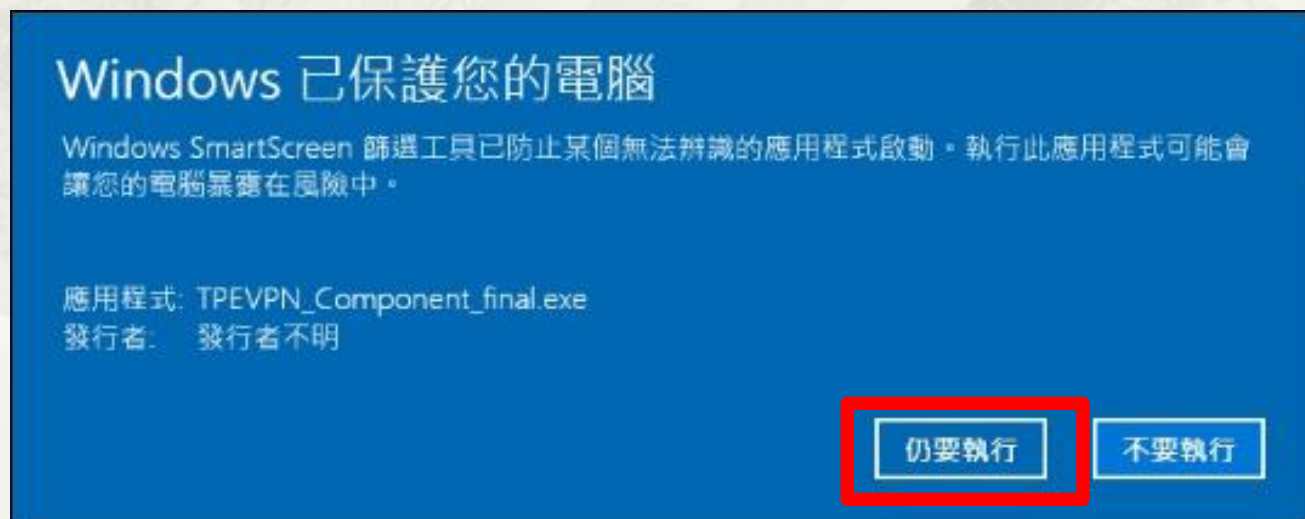 Windows 已保護您的電腦
Windows SmartScreen 篩選工具已防止某個無法辨識的應用程式啟動。執行此應用程式可能會
讓您的電腦暴露在風險中。
應用程式: TPEVPN_Component_final.exe
發行者: 發行者不明
仍要執行 不要執行